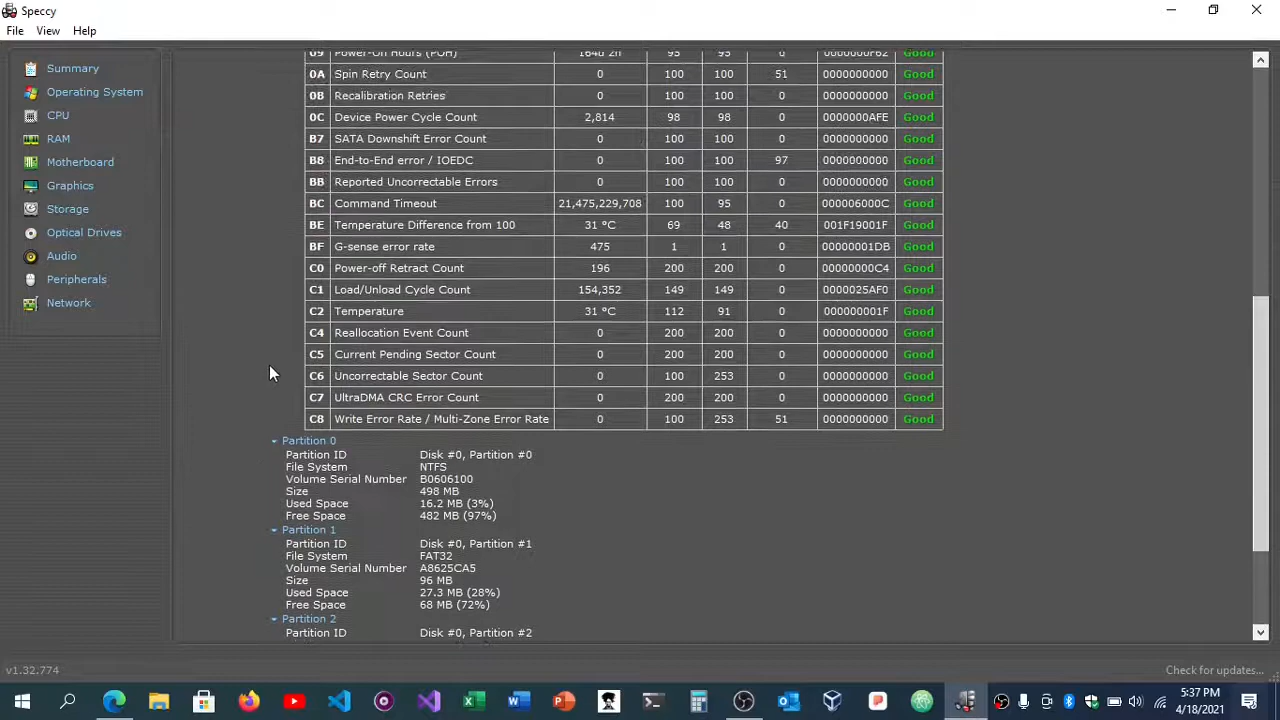 Speccy
File View Help
Summary
Operating System
CPU
RAM
Motherboard
Graphics
Storage
Optical Drives
Audio
Peripherals
Network
09 Power-On Hours (POH) 164d 2h 95 95 0 0000000F62 Good
0A Spin Retry Count 0 100 100 51 0000000000 Good
0B Recalibration Retries 0 100 100 0 0000000000 Good
0C Device Power Cycle Count 2,814 98 98 0 0000000AFE Good
B7 SATA Downshift Error Count 0 100 100 0 0000000000 Good
B8 End-to-End error / IOEDC 0 100 100 97 0000000000 Good
BB Reported Uncorrectable Errors 0 100 100 0 0000000000 Good
BC Command Timeout 21,475,229,708 100 95 0 000006000C Good
BE Temperature Difference from 100 31 °C 69 48 40 001F19001F Good
BF G-sense error rate 475 1 1 0 00000001DB Good
C0 Power-off Retract Count 196 200 200 0 00000000C4 Good
C1 Load/Unload Cycle Count 154,352 149 149 0 0000025AF0 Good
C2 Temperature 31 °C 112 91 0 000000001F Good
C4 Reallocation Event Count 0 200 200 0 0000000000 Good
C5 Current Pending Sector Count 0 200 200 0 0000000000 Good
C6 Uncorrectable Sector Count 0 100 253 0 0000000000 Good
C7 UltraDMA CRC Error Count 0 200 200 0 0000000000 Good
C8 Write Error Rate / Multi-Zone Error Rate 0 100 253 51 0000000000 Good
Partition 0
Partition ID Disk #0, Partition #0
File System NTFS
Volume Serial Number B0606100
Size 498 MB
Used Space 16.2 MB (3%)
Free Space 482 MB (97%)
Partition 1
Partition ID Disk #0, Partition #1
File System FAT32
Volume Serial Number A8625CA5
Size 96 MB
Used Space 27.3 MB (28%)
Free Space 68 MB (72%)
Partition 2
Partition ID Disk #0, Partition #2
v1.32.774
Check for updates...
5:37 PM
4/18/2021